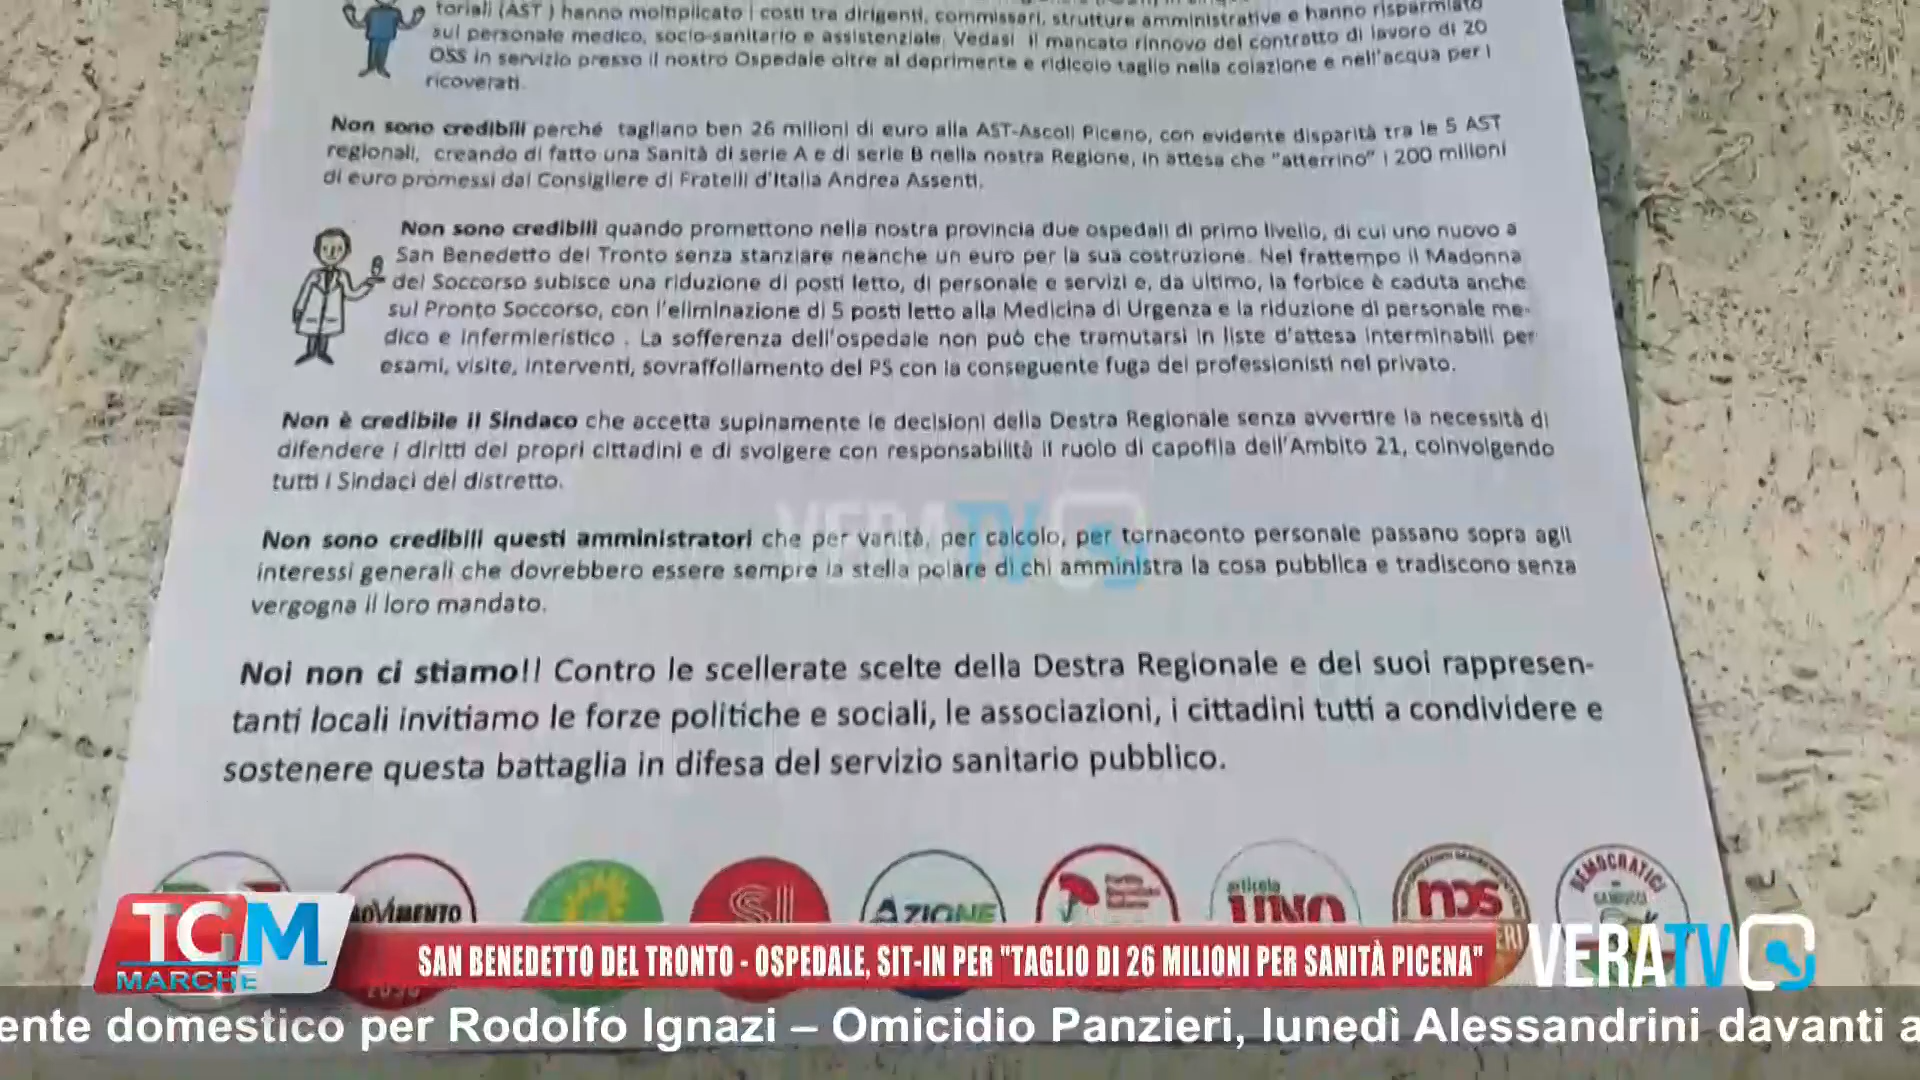 toriali (AST ) hanno moltiplicato i costi tra dirigenti, commissari, strutture amministrative e hanno risparmiato
sul personale medico, socio-sanitario e assistenziale. Vedasi il mancato rinnovo del contratto di lavoro di 20
OSS in servizio presso il nostro Ospedale oltre al deprimente e ridicolo taglio nella colazione e nell'acqua per i
ricoverati.
Non sono credibili perché tagliano ben 26 milioni di euro alla AST-Ascoli Piceno, con evidente disparità tra le 5 AST
regionali, creando di fatto una Sanità di serie A e di serie B nella nostra Regione, in attesa che "atterrino" i 200 milioni
di euro promessi dal Consigliere di Fratelli d'Italia Andrea Assenti.
Non sono credibili quando promettono nella nostra provincia due ospedali di primo livello, di cui uno nuovo a
San Benedetto del Tronto senza stanziare neanche un euro per la sua costruzione. Nel frattempo il Madonna
del Soccorso subisce una riduzione di posti letto, di personale e servizi e, da ultimo, la forbice è caduta anche
sul Pronto Soccorso, con l'eliminazione di 5 posti letto alla Medicina di Urgenza e la riduzione di personale me-
dico e infermieristico . La sofferenza dell'ospedale non può che tramutarsi in liste d'attesa interminabili per
esami, visite, interventi, sovraffollamento del PS con la conseguente fuga dei professionisti nel privato.
Non è credibile il Sindaco che accetta supinamente le decisioni della Destra Regionale senza avvertire la necessità di
difendere i diritti dei propri cittadini e di svolgere con responsabilità il ruolo di capofila dell'Ambito 21, coinvolgendo
tutti i Sindaci del distretto.
Non sono credibili questi amministratori che per vanità, per calcolo, per tornaconto personale passano sopra agli
interessi generali che dovrebbero essere sempre la stella polare di chi amministra la cosa pubblica e tradiscono senza
vergogna il loro mandato.
VERATV
Noi non ci stiamo!! Contro le scellerate scelte della Destra Regionale e dei suoi rappresen-
tanti locali invitiamo le forze politiche e sociali, le associazioni, i cittadini tutti a condividere e
sostenere questa battaglia in difesa del servizio sanitario pubblico.
MOVIMENTO
2050
SI
AZIONE
Partito
Socialista
Italiano
articolo
UNO
nos
DEMOCRATICI
TGM
MARCHE
SAN BENEDETTO DEL TRONTO - OSPEDALE, SIT-IN PER "TAGLIO DI 26 MILIONI PER SANITÀ PICENA"
VERATV
ente domestico per Rodolfo Ignazi – Omicidio Panzieri, lunedì Alessandrini davanti a